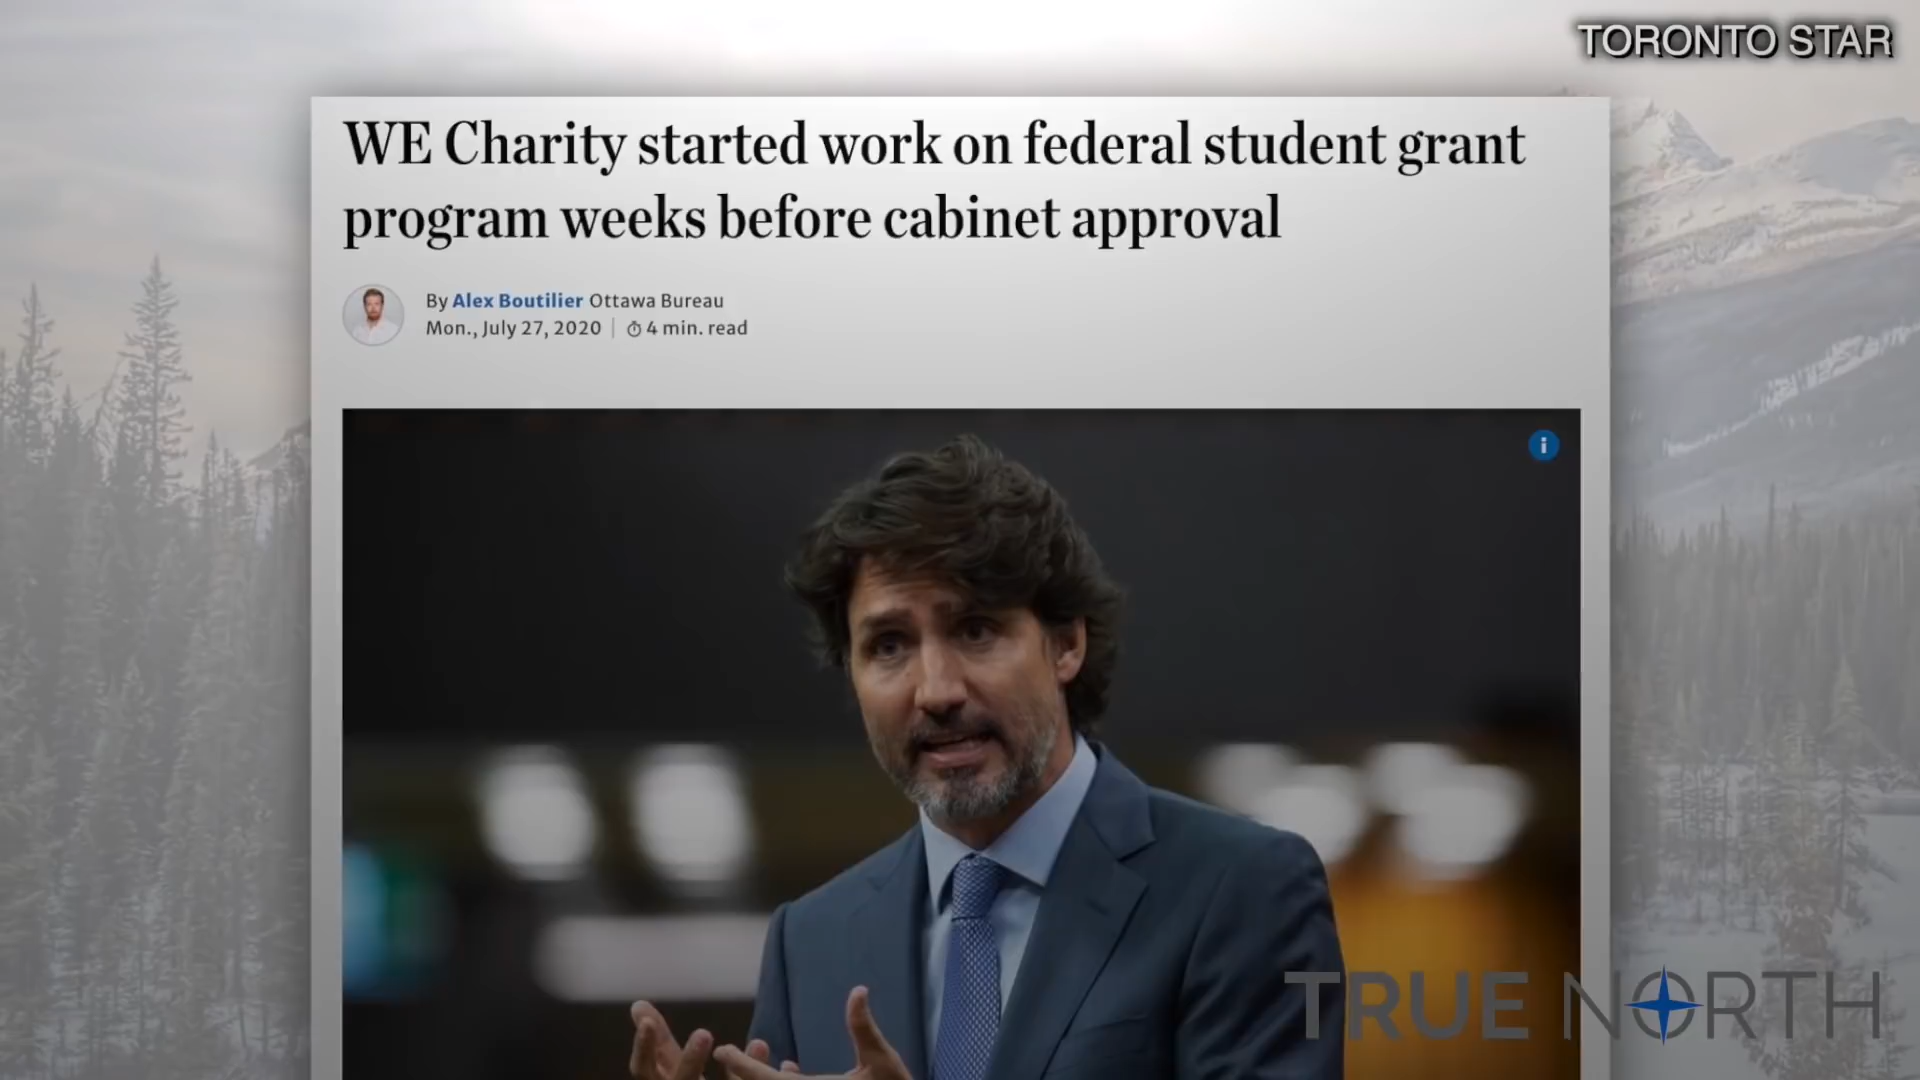 TORONTO STAR
WE Charity started work on federal student grant
program weeks before cabinet approval
By Alex Boutilier Ottawa Bureau
Mon., July 27, 2020 | 4 min. read
i
TRUE NORTH